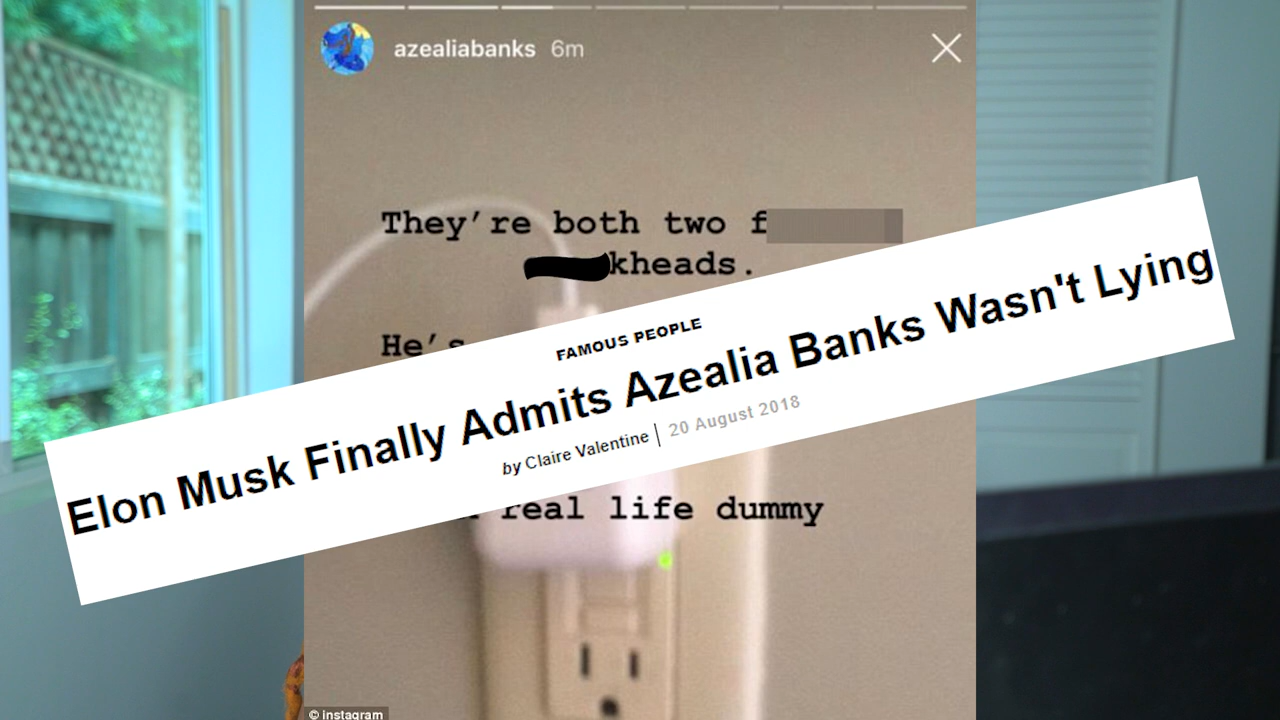 azealiabanks 6m
They're both two f
kheads.
He's
FAMOUS PEOPLE
Elon Musk Finally Admits Azealia Banks Wasn't Lying
by Claire Valentine | 20 August 2018
real life dummy
© instagram